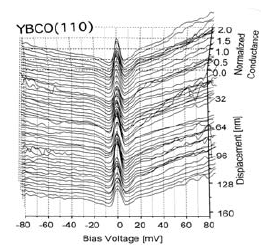 YBCO(110)
2.0
1.5
1.0
0.5
0.0
Normalized
Conductance
32
64
96
128
160
Displacement [nm]
-80 -60 -40 -20 0 20 40 60 80
Bias Voltage [mV]